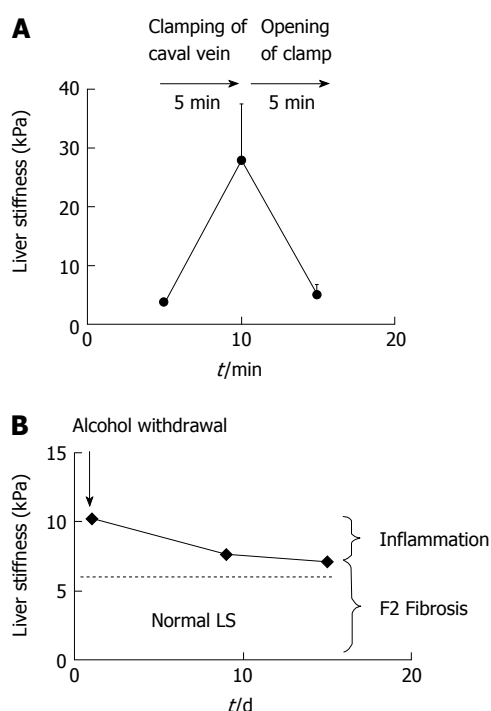 A
Clamping of caval vein
Opening of clamp
5 min
5 min
Liver stiffness (kPa)
40
30
20
10
0
0
10
20
t/min
B
Alcohol withdrawal
Liver stiffness (kPa)
15
10
5
0
Inflammation
F2 Fibrosis
Normal LS
0
10
20
t/d